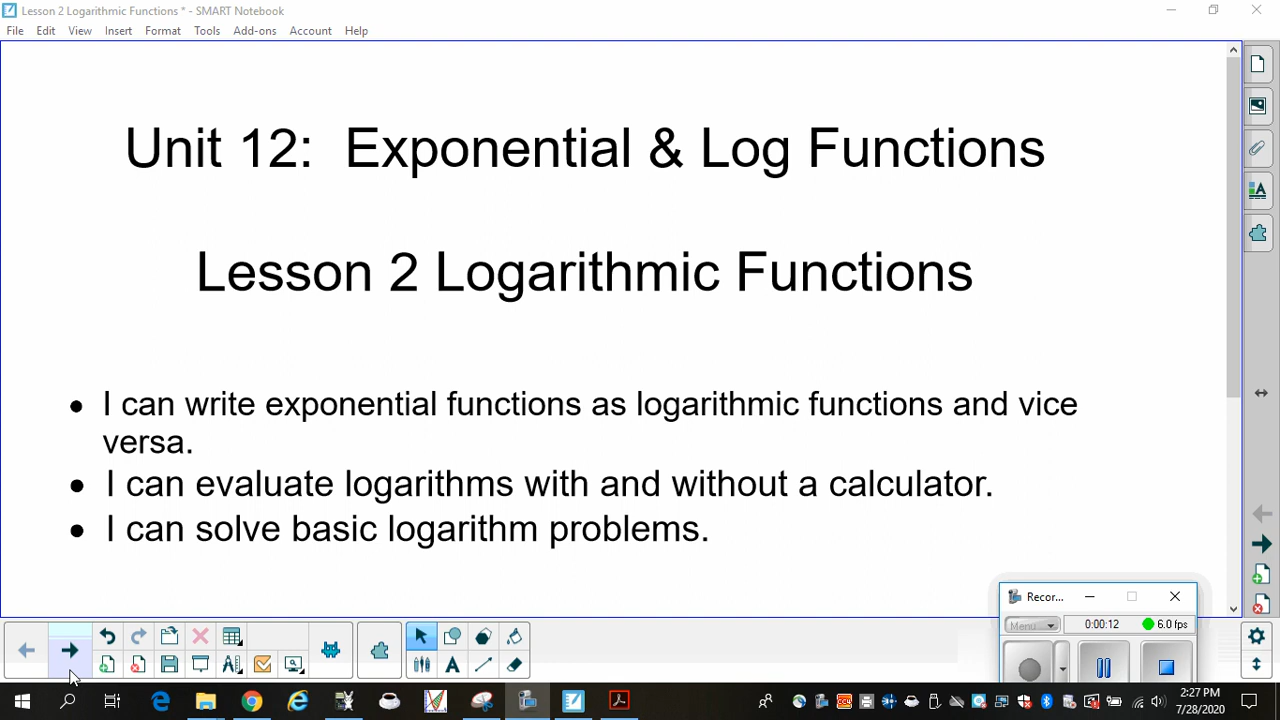 Lesson 2 Logarithmic Functions * - SMART Notebook
File Edit View Insert Format Tools Add-ons Account Help
Unit 12: Exponential & Log Functions
Lesson 2 Logarithmic Functions
• I can write exponential functions as logarithmic functions and vice
versa.
• I can evaluate logarithms with and without a calculator.
• I can solve basic logarithm problems.
Recor...
Menu 0:00:12 6.0 fps
2:27 PM
7/28/2020